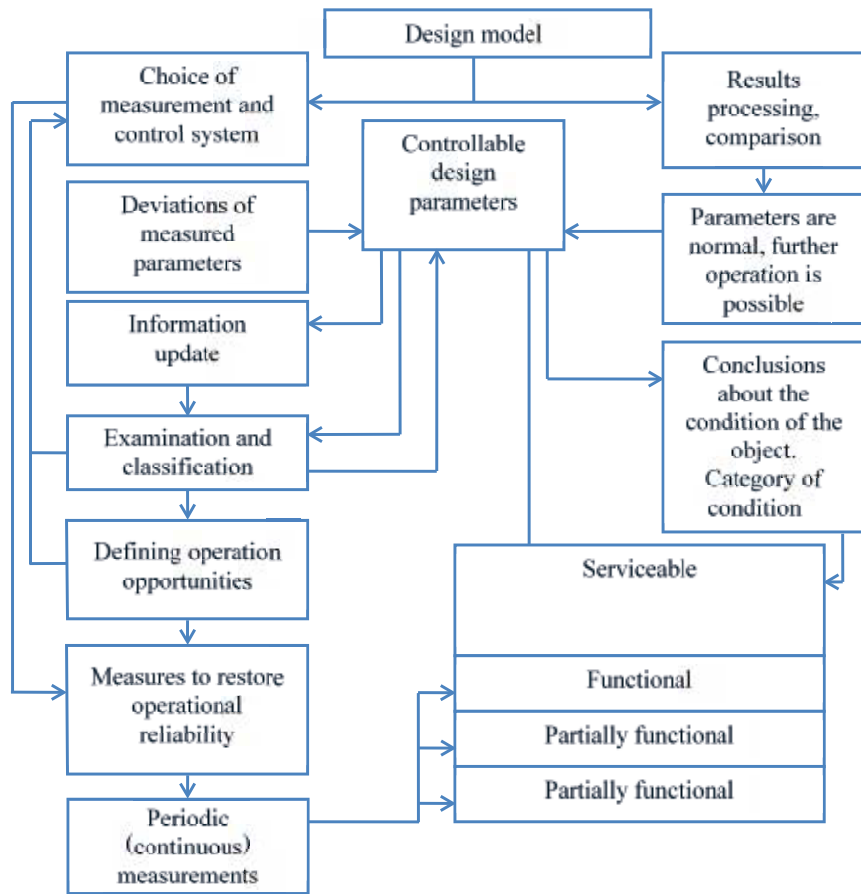 Design model
Choice of
measurement and
control system
Results
processing,
comparison
Controllable
design
parameters
Deviations of
measured
parameters
Parameters are
normal, further
operation is
possible
Information
update
Conclusions
about the
condition of the
object.
Category of
condition
Examination and
classification
Defining operation
opportunities
Serviceable
Measures to restore
operational
reliability
Functional
Partially functional
Partially functional
Periodic
(continuous)
measurements